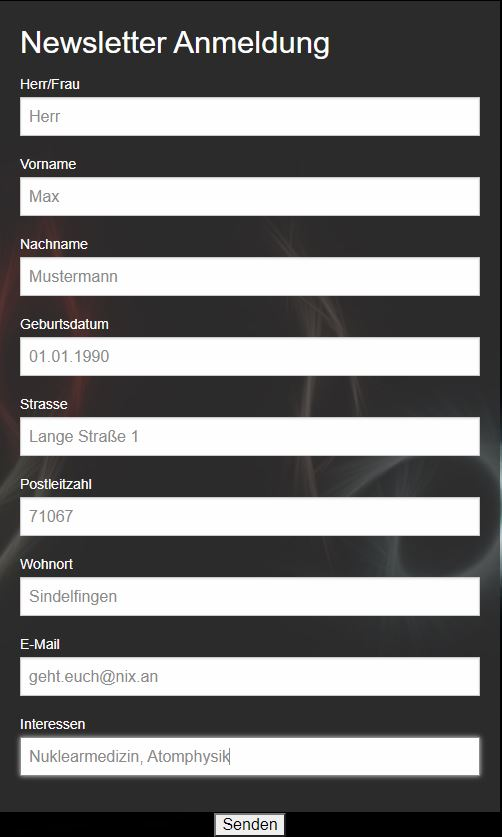 Newsletter Anmeldung
Herr/Frau
Herr
Vorname
Max
Nachname
Mustermann
Geburtsdatum
01.01.1990
Strasse
Lange Straße 1
Postleitzahl
71067
Wohnort
Sindelfingen
E-Mail
geht.euch@nix.an
Interessen
Nuklearmedizin, Atomphysik
Senden